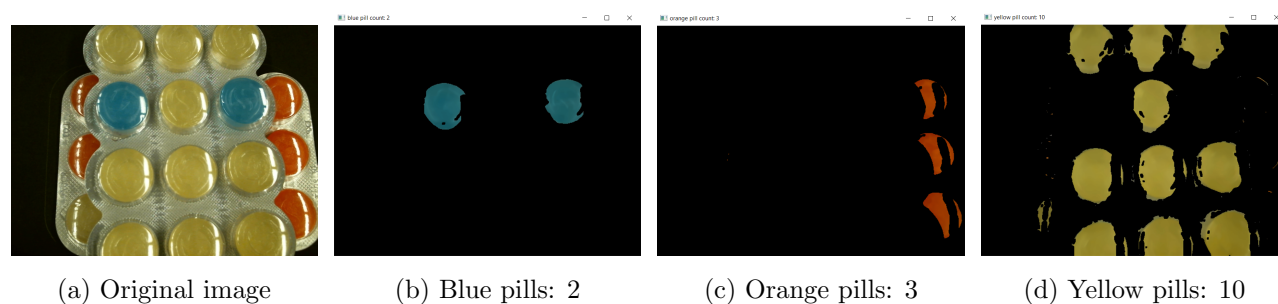 blue pill count: 2
orange pill count: 3
yellow pill count: 10
(a) Original image
(b) Blue pills: 2
(c) Orange pills: 3
(d) Yellow pills: 10